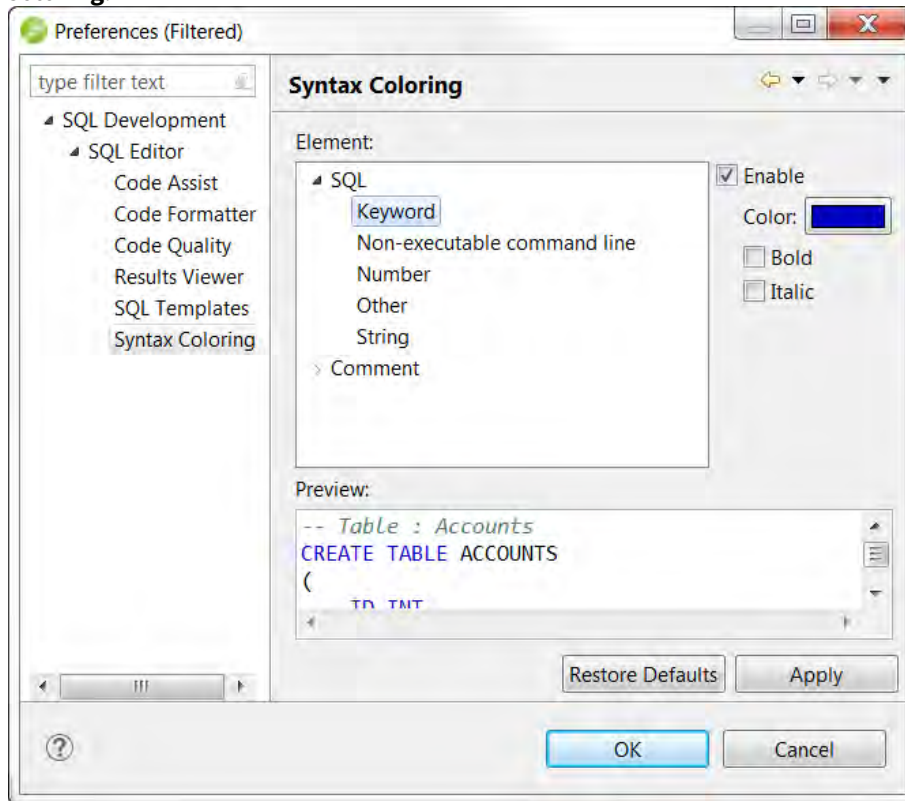 Preferences (Filtered)
type filter text
SQL Development
SQL Editor
Code Assist
Code Formatter
Code Quality
Results Viewer
SQL Templates
Syntax Coloring
Syntax Coloring
Element:
SQL
Keyword
Non-executable command line
Number
Other
String
Comment
Enable
Color:
Bold
Italic
Preview:
-- Table : Accounts
CREATE TABLE ACCOUNTS
(
ID INT
Restore Defaults
Apply
OK
Cancel